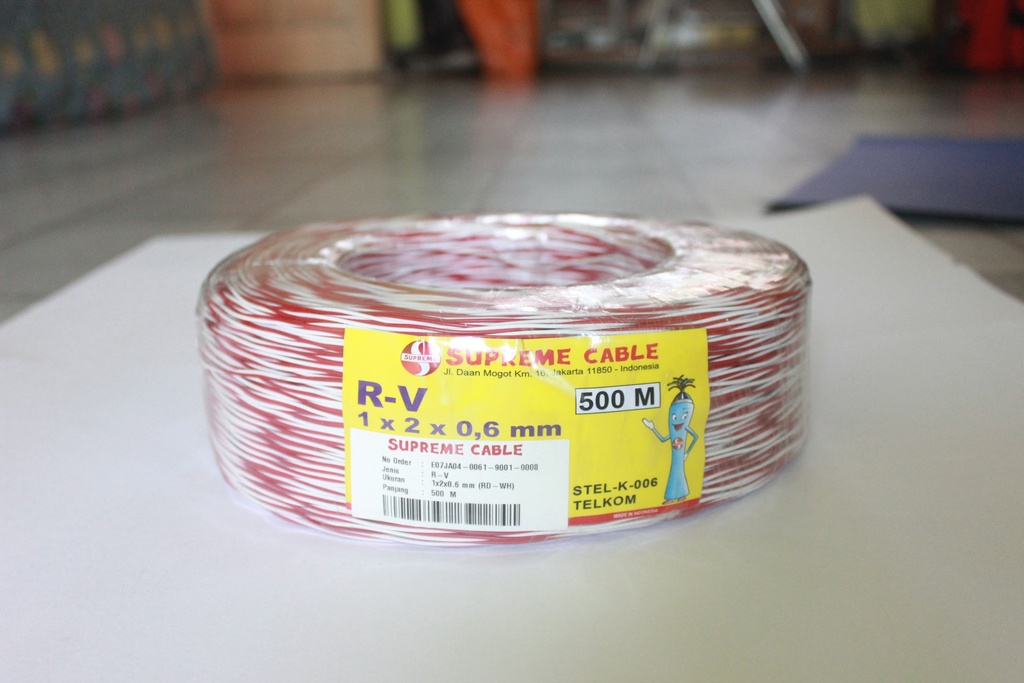 SUPREME
SUPREME CABLE
Jl. Daan Mogot Km. 16, Jakarta 11850 - Indonesia
R-V
500 M
1 x 2 x 0,6 mm
SUPREME CABLE
No Order : E07JA04-0061-9001-0008
Jenis : R-V
Ukuran : 1x2x0.6 mm (RD-WH)
Panjang : 500 M
STEL-K-006
TELKOM
MADE IN INDONESIA